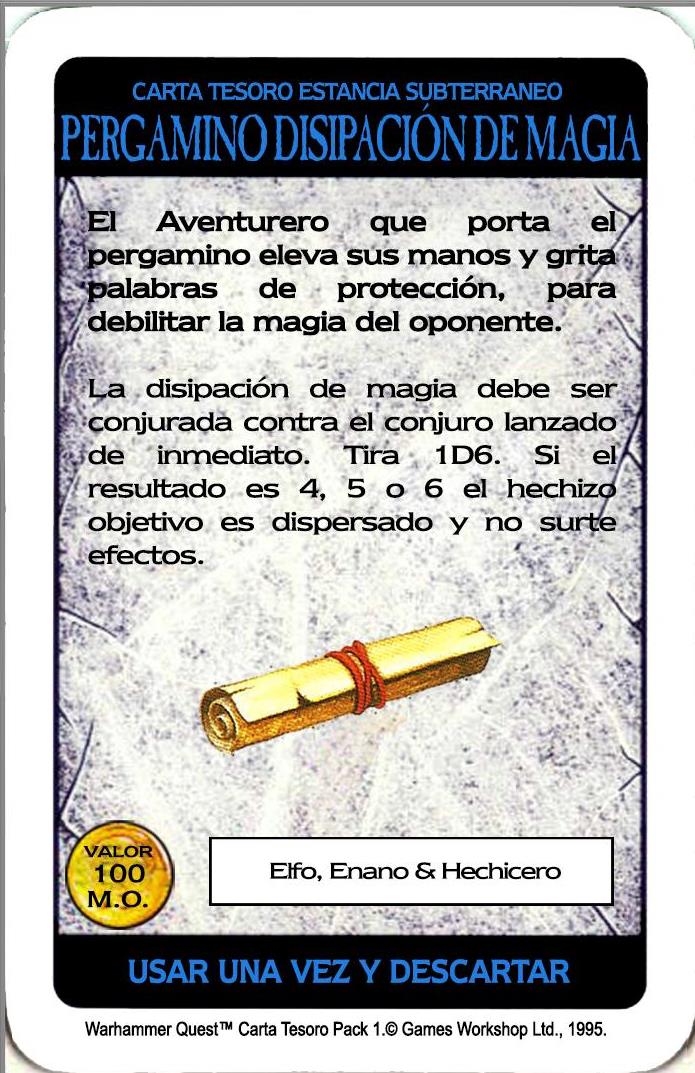 CARTA TESORO ESTANCIA SUBTERRANEO
PERGAMINO DISIPACIÓN DE MAGIA
El Aventurero que porta el
pergamino eleva sus manos y grita
palabras de protección, para
debilitar la magia del oponente.
La disipación de magia debe ser
conjurada contra el conjuro lanzado
de inmediato. Tira 1D6. Si el
resultado es 4, 5 o 6 el hechizo
objetivo es dispersado y no surte
efectos.
VALOR
100
M.O.
Elfo, Enano & Hechicero
USAR UNA VEZ Y DESCARTAR
Warhammer Quest™ Carta Tesoro Pack 1.© Games Workshop Ltd., 1995.